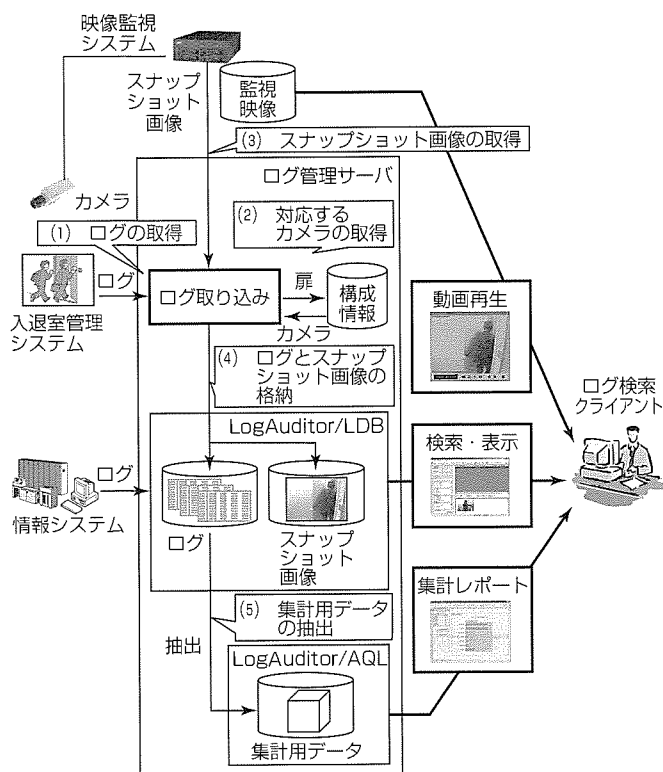 映像監視
システム
スナップ
ショット
画像
監視
映像
(3) スナップショット画像の取得
ログ管理サーバ
カメラ
(2) 対応する
カメラの取得
(1) ログの取得
ログ
入退室管理
システム
ログ取り込み
扉
カメラ
構成
情報
動画再生
(4) ログとスナップ
ショット画像の
格納
ログ検索
クライアント
LogAuditor/LDB
検索・表示
ログ
情報システム
ログ
スナップ
ショット
画像
集計レポート
(5) 集計用データ
の抽出
抽出
LogAuditor/AQL
集計用データ